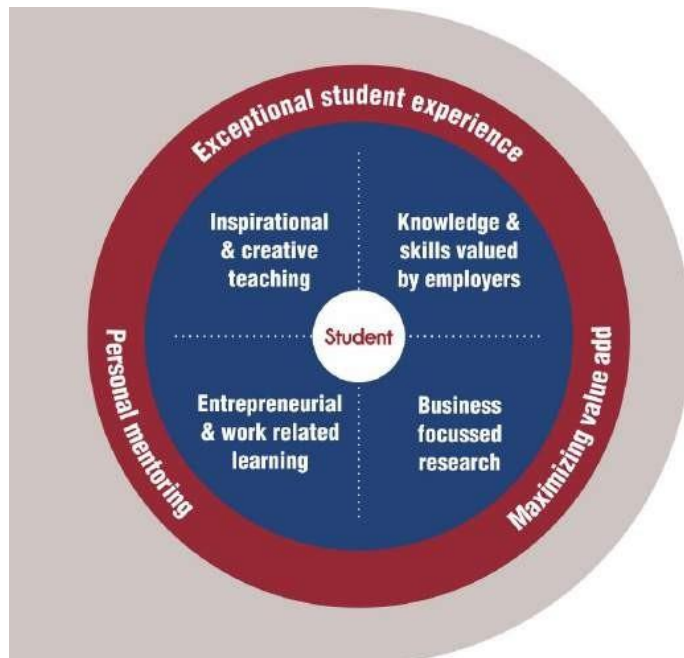 Exceptional student experience
Inspirational
& creative
teaching
Knowledge &
skills valued
by employers
Student
Entrepreneurial
& work related
learning
Business
focussed
research
Personal mentoring
Maximizing value add